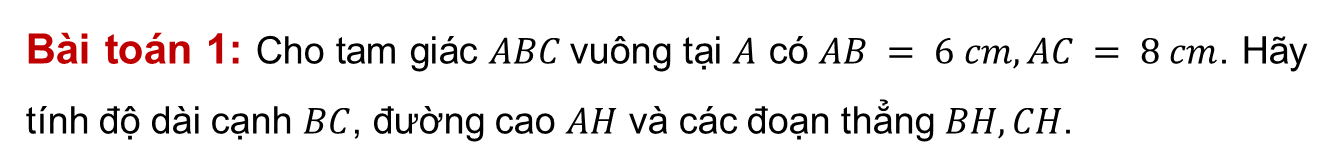 Bài toán 1: Cho tam giác ABC vuông tại A có AB = 6 cm, AC = 8 cm. Hãy
tính độ dài cạnh BC, đường cao AH và các đoạn thẳng BH, CH.